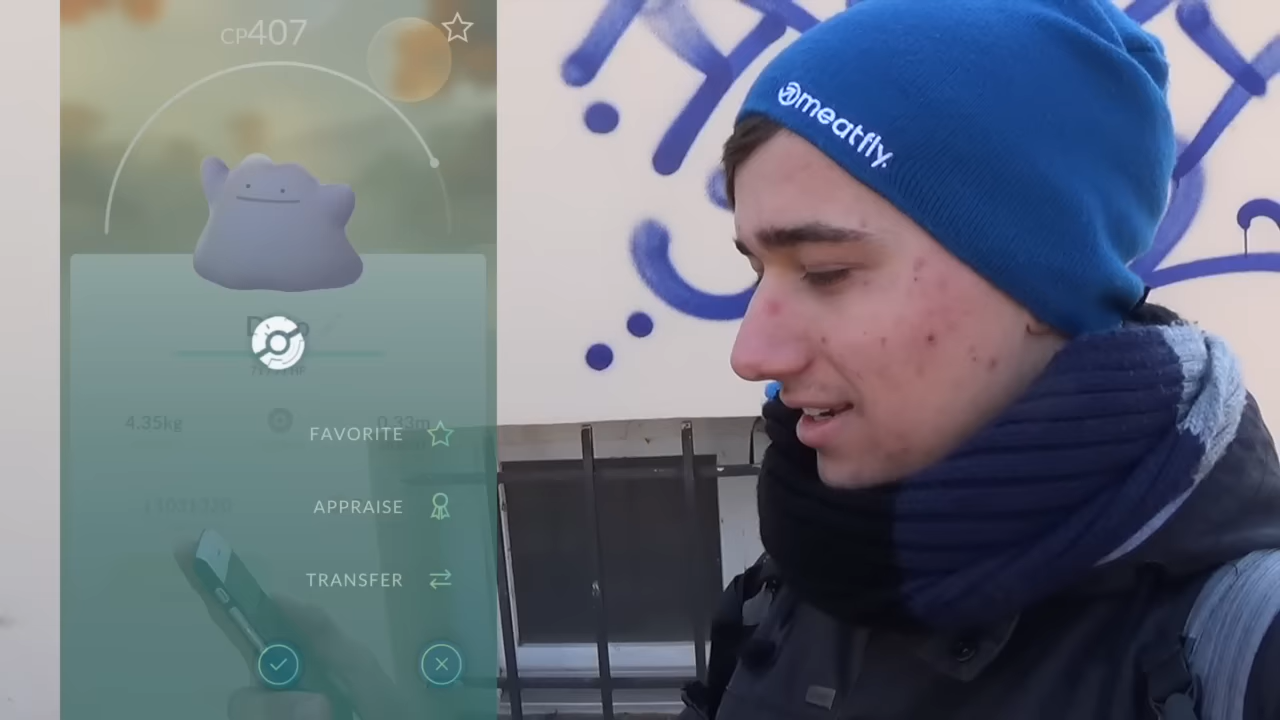 CP407
meatfly.
4.35kg
0.33m
FAVORITE
APPRAISE
TRANSFER